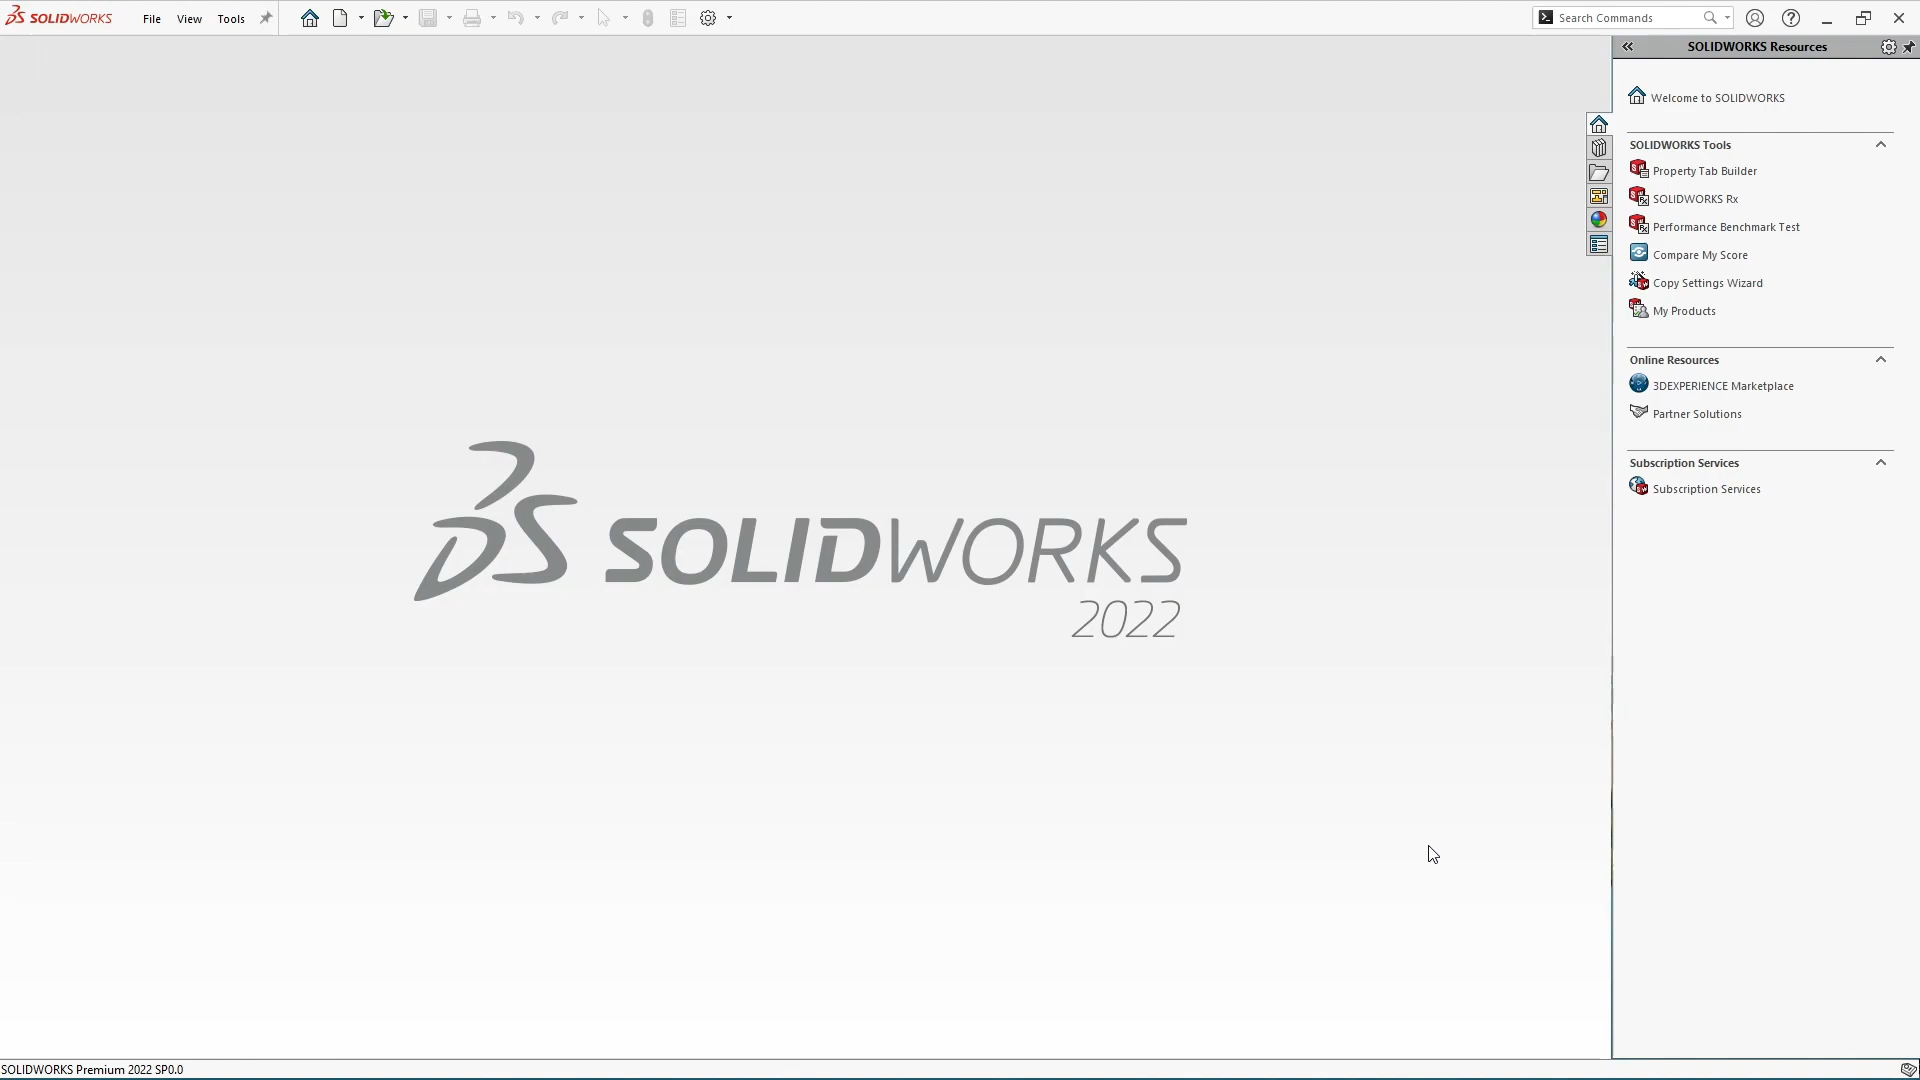 SOLIDWORKS File View Tools Search Commands
SOLIDWORKS Resources
Welcome to SOLIDWORKS
SOLIDWORKS Tools
Property Tab Builder
SOLIDWORKS Rx
Performance Benchmark Test
Compare My Score
Copy Settings Wizard
My Products
Online Resources
3DEXPERIENCE Marketplace
Partner Solutions
Subscription Services
Subscription Services
SOLIDWORKS
2022
SOLIDWORKS Premium 2022 SP0.0